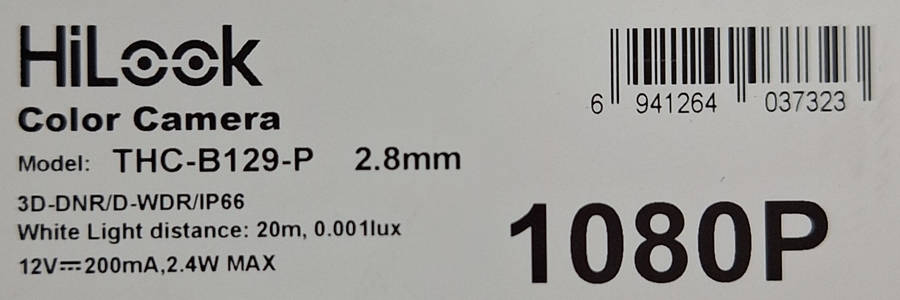 HiLook
Color Camera
Model: THC-B129-P 2.8mm
3D-DNR/D-WDR/IP66
White Light distance: 20m, 0.001lux
12V⎓200mA,2.4W MAX
6 941264 037323
1080P